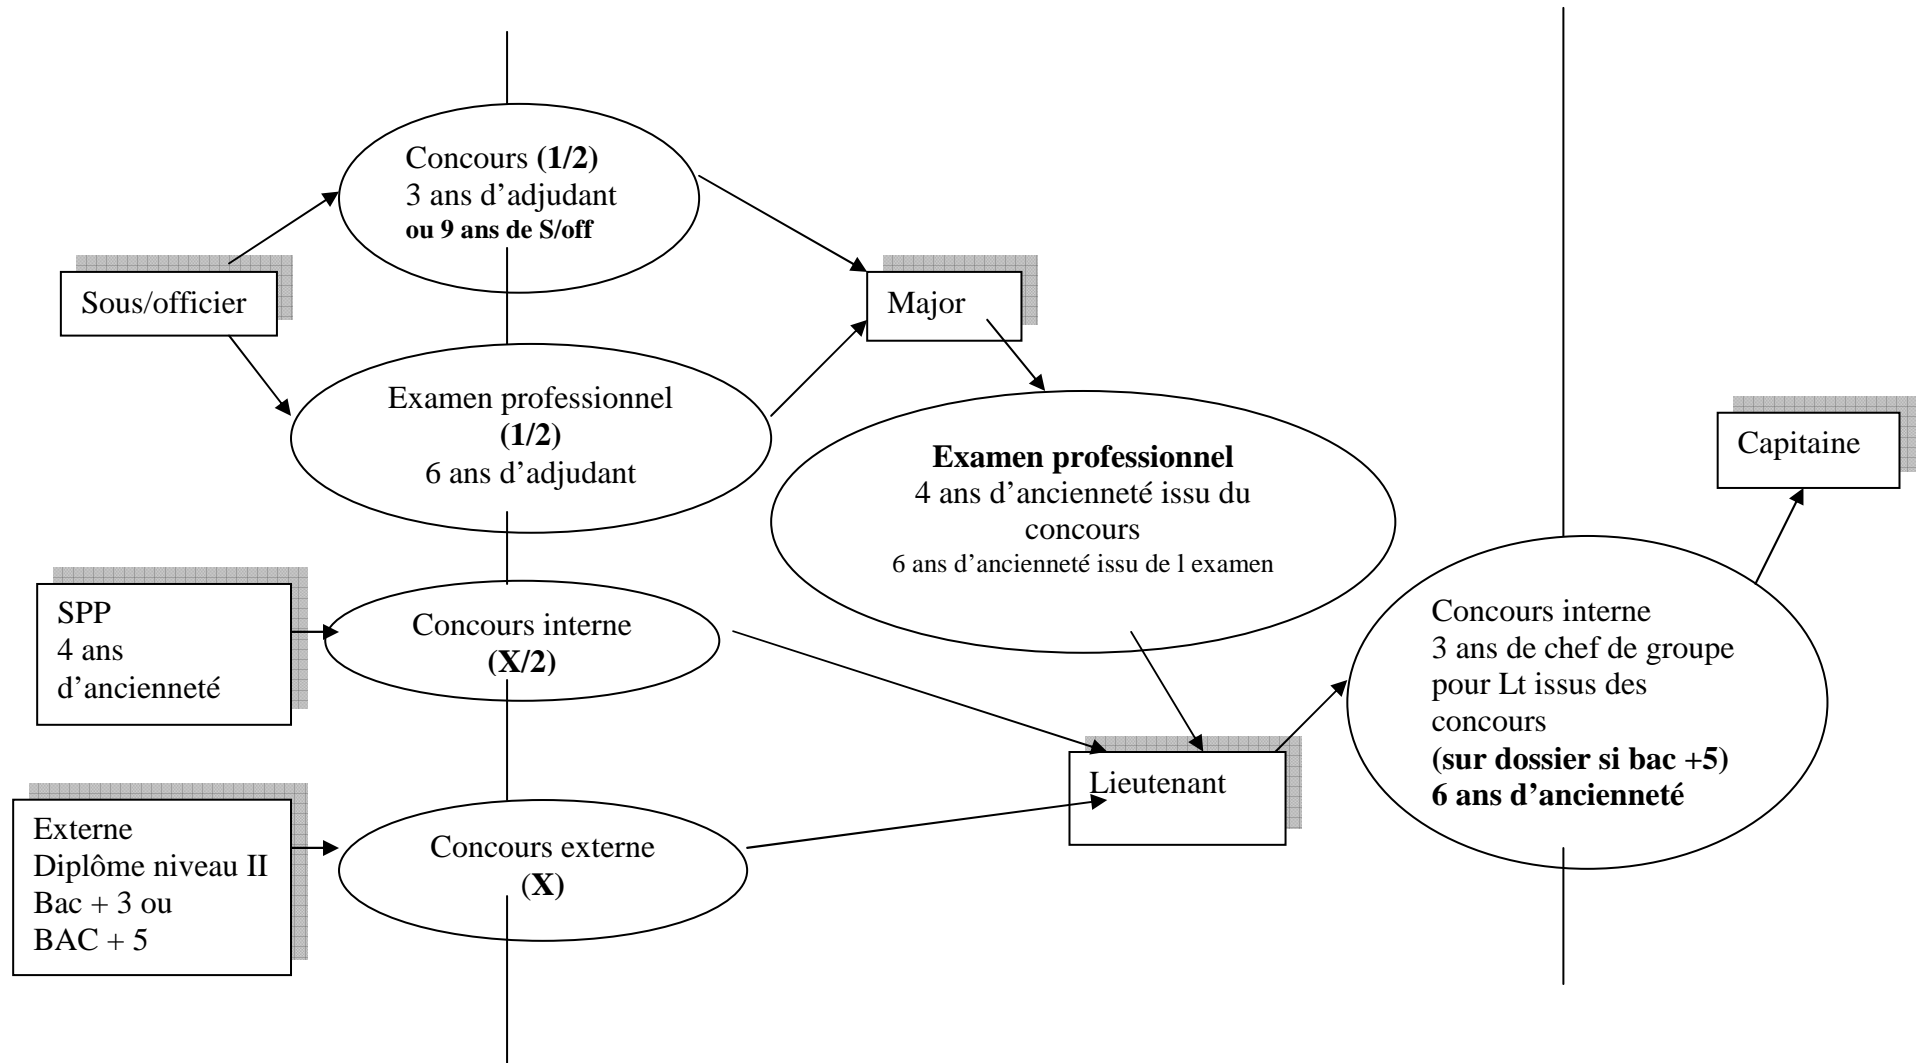 Concours (1/2)
3 ans d’adjudant
ou 9 ans de S/off
Sous/officier
Major
Examen professionnel
(1/2)
6 ans d’adjudant
Examen professionnel
4 ans d’ancienneté issu du
concours
6 ans d’ancienneté issu de l examen
Capitaine
SPP
4 ans
d’ancienneté
Concours interne
(X/2)
Concours interne
3 ans de chef de groupe
pour Lt issus des
concours
(sur dossier si bac +5)
6 ans d’ancienneté
Lieutenant
Externe
Diplôme niveau II
Bac + 3 ou
BAC + 5
Concours externe
(X)